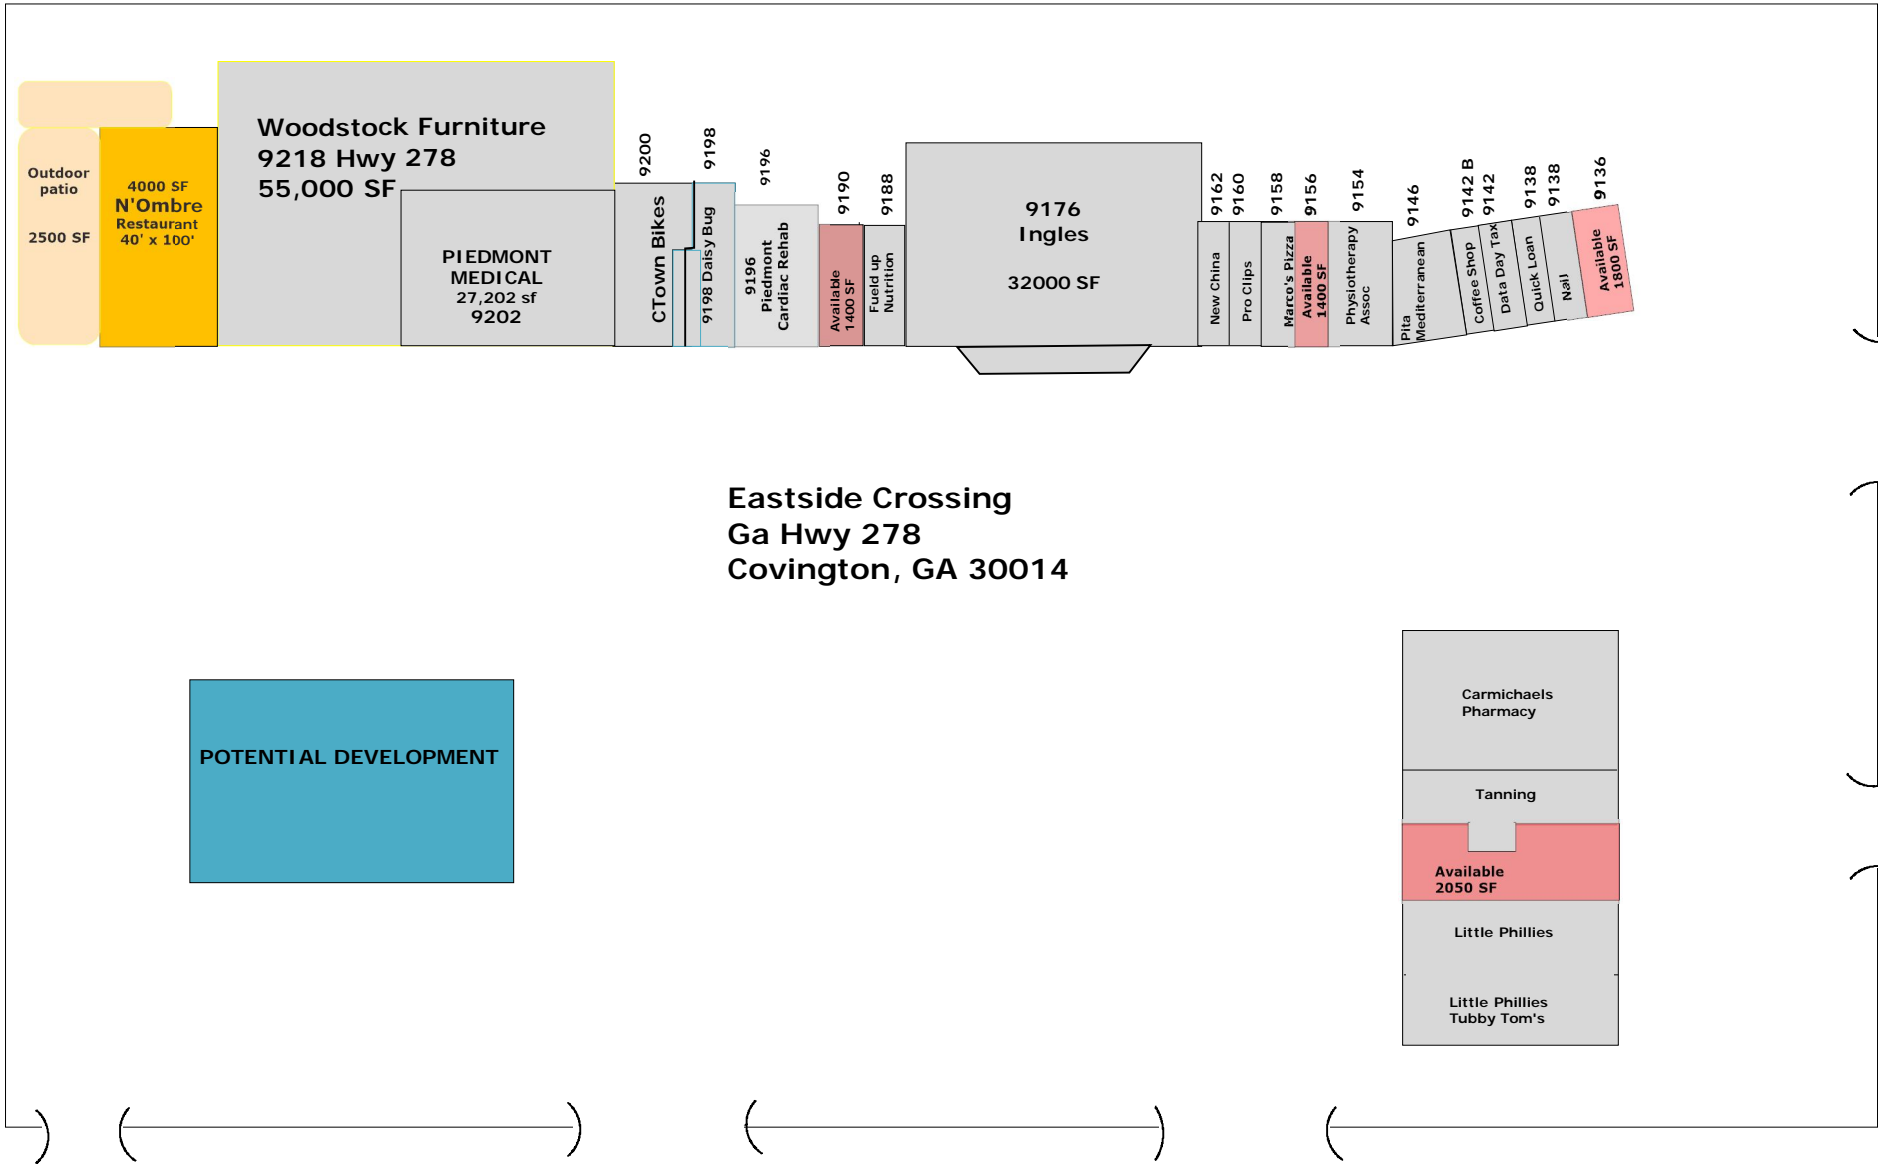 Outdoor
patio
2500 SF
4000 SF
N'Ombre
Restaurant
40' x 100'
Woodstock Furniture
9218 Hwy 278
55,000 SF
PIEDMONT
MEDICAL
27,202 sf
9202
9200
CTown Bikes
9198
9198 Daisy Bug
9196
9196
Piedmont
Cardiac Rehab
9190
Available
1400 SF
9188
Fueld up
Nutrition
9176
Ingles
32000 SF
9162
New China
9160
Pro Clips
9158
Marco's Pizza
9156
Available
1400 SF
9154
Physiotherapy
Assoc
9146
Pita
Mediterranean
9142 B
Coffee Shop
9142
Data Day Tax
9138
Quick Loan
9138
Nail
9136
Available
1800 SF
Eastside Crossing
Ga Hwy 278
Covington, GA 30014
POTENTIAL DEVELOPMENT
Carmichaels
Pharmacy
Tanning
Available
2050 SF
Little Phillies
Little Phillies
Tubby Tom's